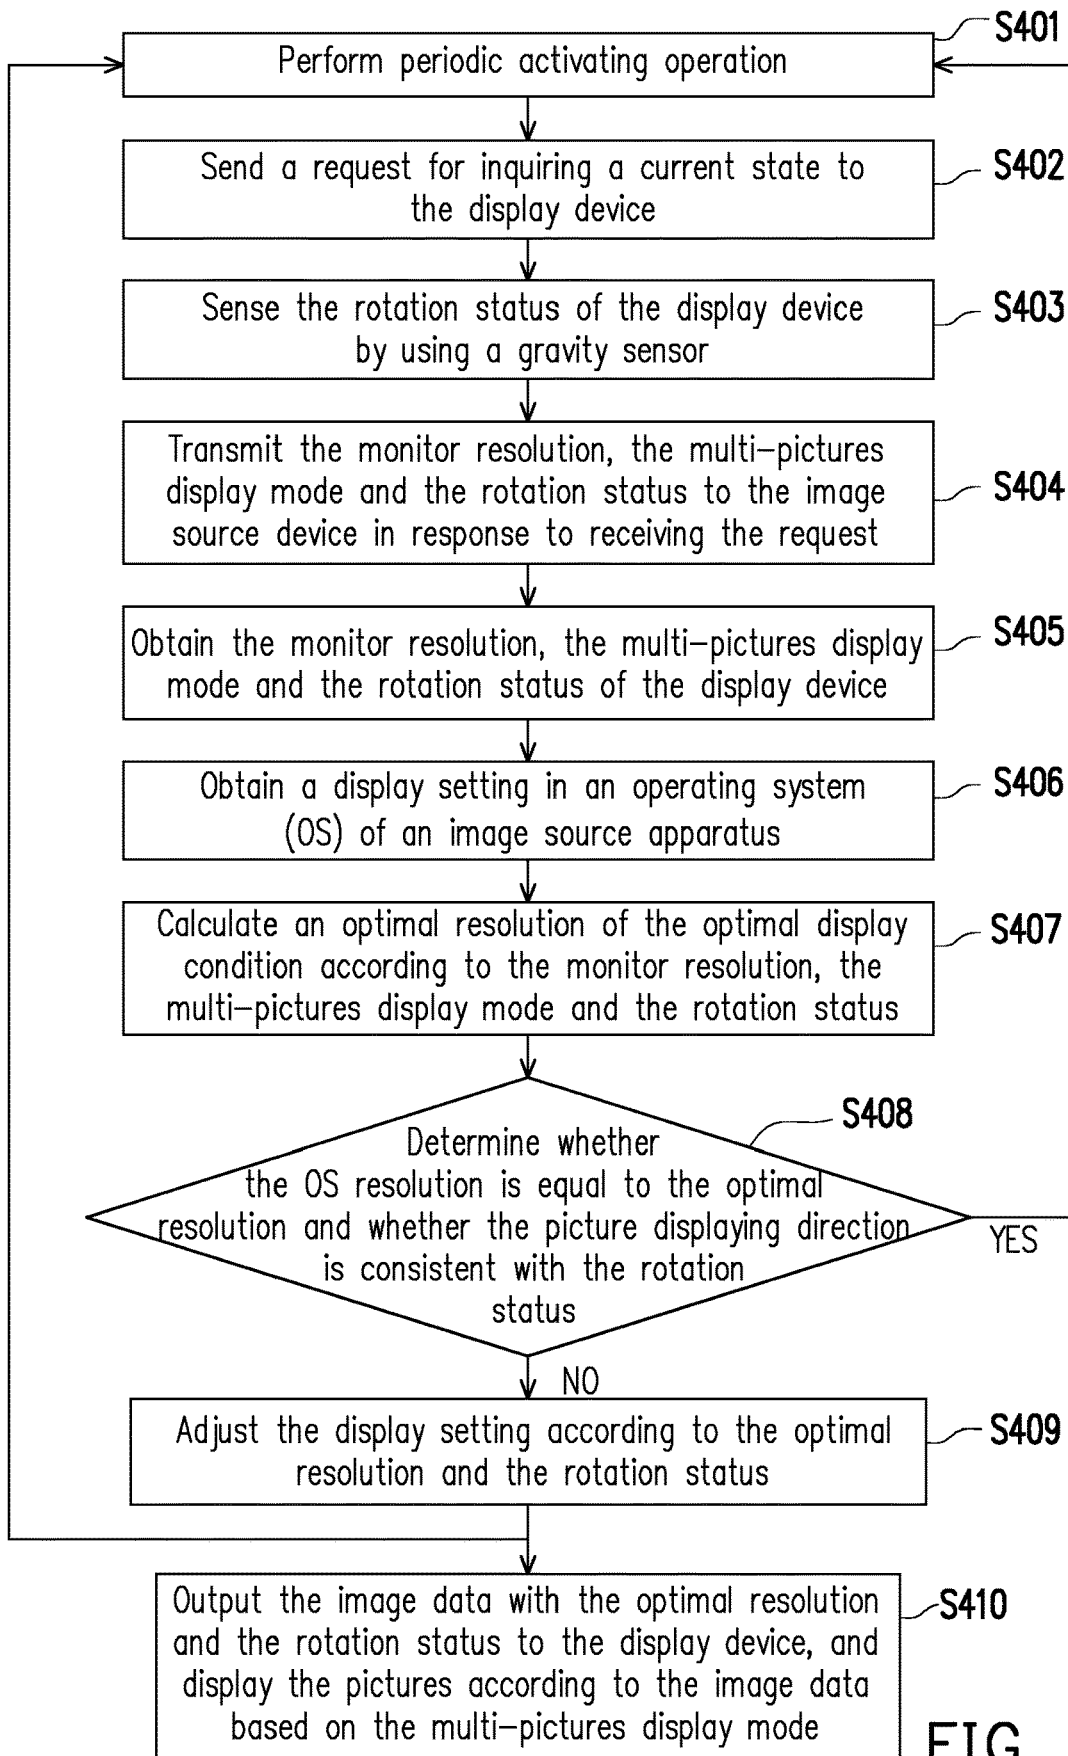 S401
Perform periodic activating operation
Send a request for inquiring a current state to
the display device
S402
Sense the rotation status of the display device
by using a gravity sensor
S403
Transmit the monitor resolution, the multi-pictures
display mode and the rotation status to the image
source device in response to receiving the request
S404
Obtain the monitor resolution, the multi-pictures display
mode and the rotation status of the display device
S405
Obtain a display setting in an operating system
(OS) of an image source apparatus
S406
Calculate an optimal resolution of the optimal display
condition according to the monitor resolution, the
multi-pictures display mode and the rotation status
S407
S408
Determine whether
the OS resolution is equal to the optimal
resolution and whether the picture displaying direction
is consistent with the rotation
status
YES
NO
Adjust the display setting according to the optimal
resolution and the rotation status
S409
Output the image data with the optimal resolution
and the rotation status to the display device, and
display the pictures according to the image data
based on the multi-pictures display mode
S410
FIG